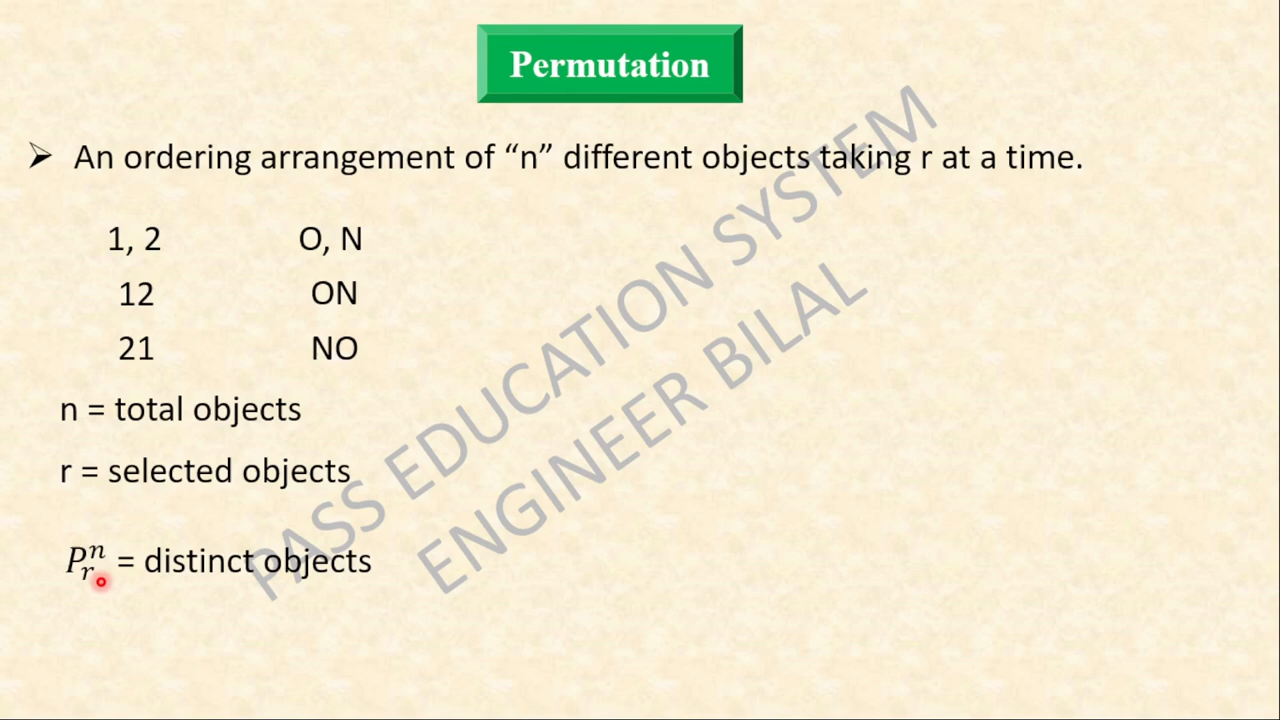 Permutation
➢ An ordering arrangement of “n” different objects taking r at a time.
1, 2 O, N
12 ON
21 NO
n = total objects
r = selected objects
P^n_r = distinct objects
PASS EDUCATION SYSTEM
ENGINEER BILAL